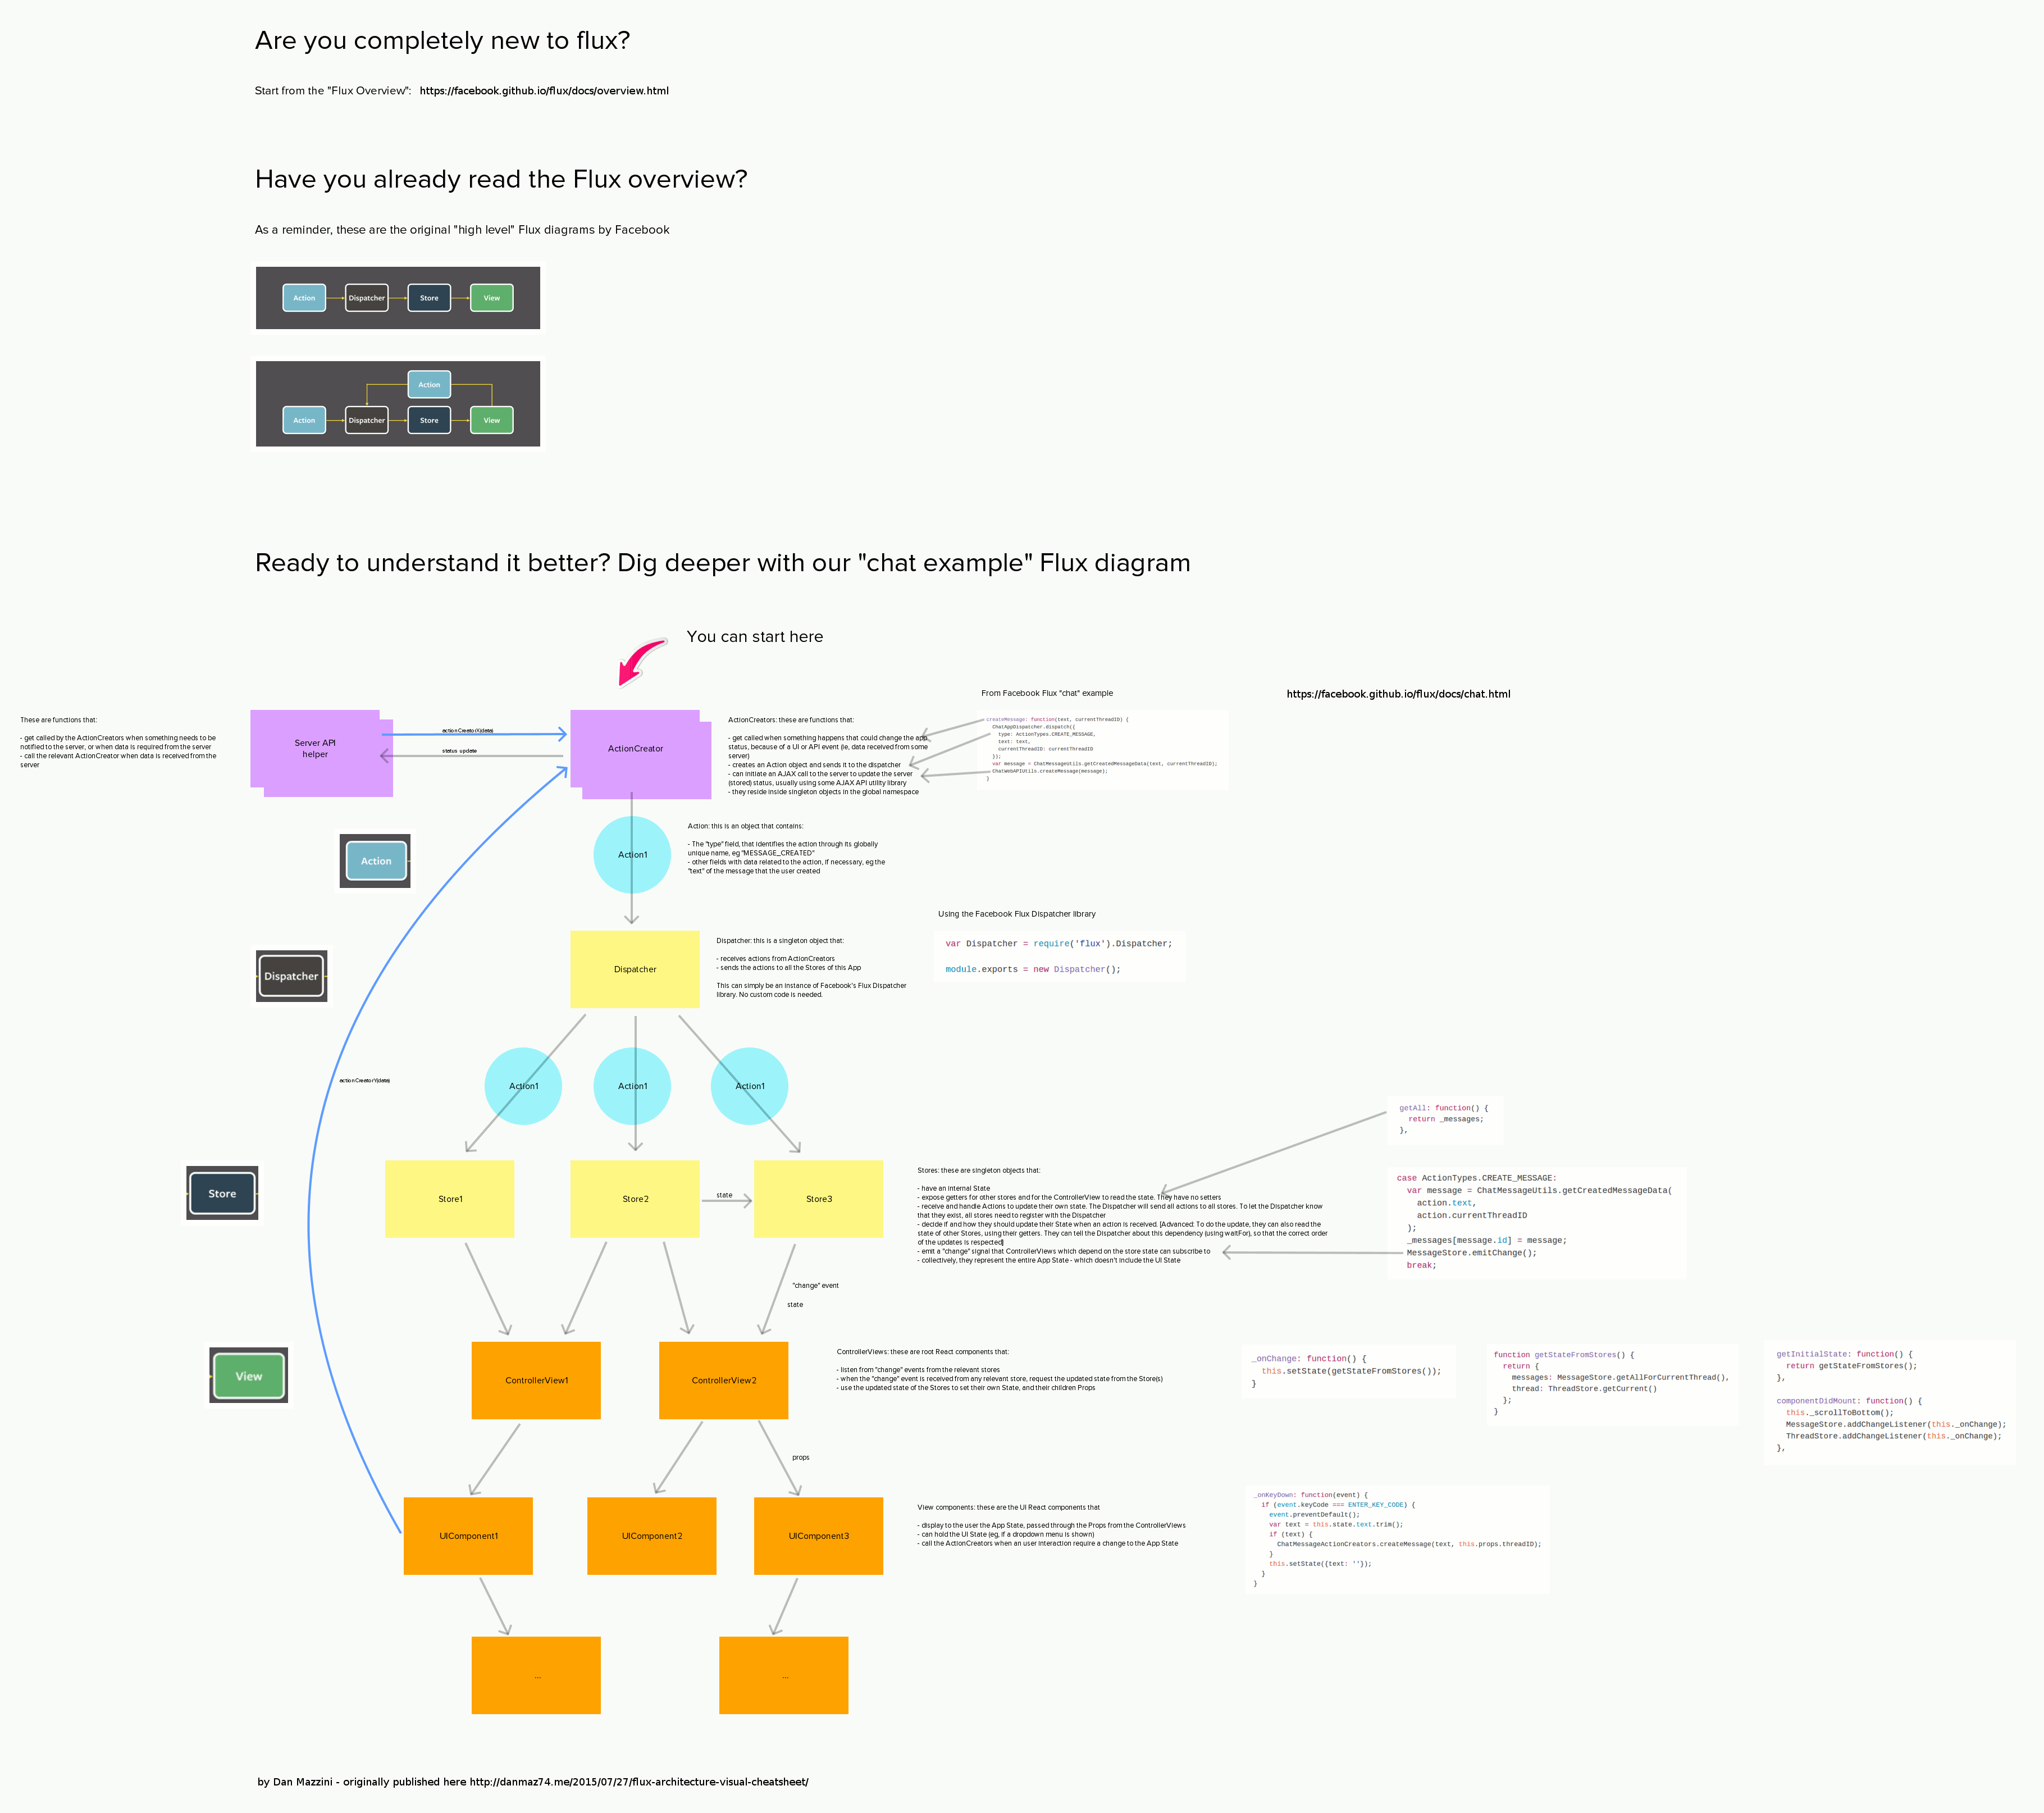 Are you completely new to flux?
Start from the "Flux Overview": https://facebook.github.io/flux/docs/overview.html
Have you already read the Flux overview?
As a reminder, these are the original "high level" Flux diagrams by Facebook
Action Dispatcher Store View
Action
Action Dispatcher Store View
Ready to understand it better? Dig deeper with our "chat example" Flux diagram
You can start here
These are functions that:
- get called by the ActionCreators when something needs to be
notified to the server, or when data is required from the server
- call the relevant ActionCreator when data is received from the
server
Server API
helper
actionCreatorX(data)
status update
ActionCreator
ActionCreators: these are functions that:
- get called when something happens that could change the app
status, because of a UI or API event (ie, data received from some
server)
- creates an Action object and sends it to the dispatcher
- can initiate an AJAX call to the server to update the server
(stored) status, usually using some AJAX API utility library
- they reside inside singleton objects in the global namespace
From Facebook Flux "chat" example
https://facebook.github.io/flux/docs/chat.html
createMessage: function(text, currentThreadID) {
ChatAppDispatcher.dispatch({
type: ActionTypes.CREATE_MESSAGE,
text: text,
currentThreadID: currentThreadID
});
var message = ChatMessageUtils.getCreatedMessageData(text, currentThreadID);
ChatWebAPIUtils.createMessage(message);
}
Action
Action1
Action: this is an object that contains:
- The "type" field, that identifies the action through its globally
unique name, eg "MESSAGE_CREATED"
- other fields with data related to the action, if necessary, eg the
"text" of the message that the user created
Dispatcher
Dispatcher
Dispatcher: this is a singleton object that:
- receives actions from ActionCreators
- sends the actions to all the Stores of this App
This can simply be an instance of Facebook's Flux Dispatcher
library. No custom code is needed.
Using the Facebook Flux Dispatcher library
var Dispatcher = require('flux').Dispatcher;
module.exports = new Dispatcher();
actionCreatorY(data)
Action1 Action1 Action1
Store
Store1
Store2
state
Store3
Stores: these are singleton objects that:
- have an internal State
- expose getters for other stores and for the ControllerView to read the state. They have no setters
- receive and handle Actions to update their own state. The Dispatcher will send all actions to all stores. To let the Dispatcher know
that they exist, all stores need to register with the Dispatcher
- decide if and how they should update their State when an action is received. [Advanced: To do the update, they can also read the
state of other Stores, using their getters. They can tell the Dispatcher about this dependency (using waitFor), so that the correct order
of the updates is respected]
- emit a "change" signal that ControllerViews which depend on the store state can subscribe to
- collectively, they represent the entire App State - which doesn't include the UI State
getAll: function() {
return _messages;
},
case ActionTypes.CREATE_MESSAGE:
var message = ChatMessageUtils.getCreatedMessageData(
action.text,
action.currentThreadID
);
_messages[message.id] = message;
MessageStore.emitChange();
break;
"change" event
state
View
ControllerView1
ControllerView2
ControllerViews: these are root React components that:
- listen from "change" events from the relevant stores
- when the "change" event is received from any relevant store, request the updated state from the Store(s)
- use the updated state of the Stores to set their own State, and their children Props
_onChange: function() {
this.setState(getStateFromStores());
}
function getStateFromStores() {
return {
messages: MessageStore.getAllForCurrentThread(),
thread: ThreadStore.getCurrent()
};
}
getInitialState: function() {
return getStateFromStores();
},
componentDidMount: function() {
this._scrollToBottom();
MessageStore.addChangeListener(this._onChange);
ThreadStore.addChangeListener(this._onChange);
},
props
UIComponent1
UIComponent2
UIComponent3
View components: these are the UI React components that
- display to the user the App State, passed through the Props from the ControllerViews
- can hold the UI State (eg, if a dropdown menu is shown)
- call the ActionCreators when an user interaction require a change to the App State
_onKeyDown: function(event) {
if (event.keyCode === ENTER_KEY_CODE) {
event.preventDefault();
var text = this.state.text.trim();
if (text) {
ChatMessageActionCreators.createMessage(text, this.props.threadID);
}
this.setState({text: ''});
}
}
...
...
by Dan Mazzini - originally published here http://danmaz74.me/2015/07/27/flux-architecture-visual-cheatsheet/